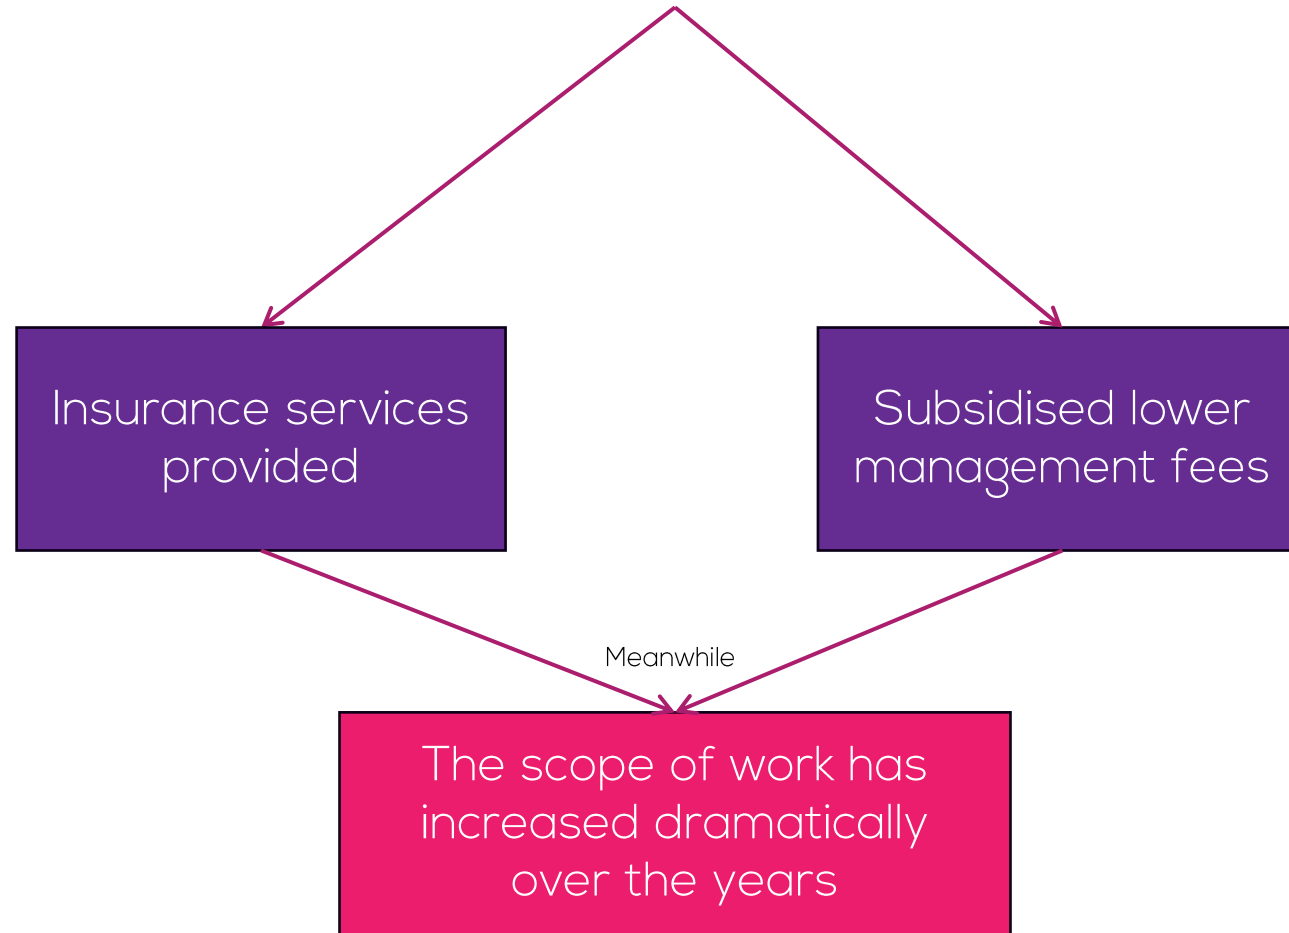 Insurance services
provided
Subsidised lower
management fees
Meanwhile
The scope of work has
increased dramatically
over the years